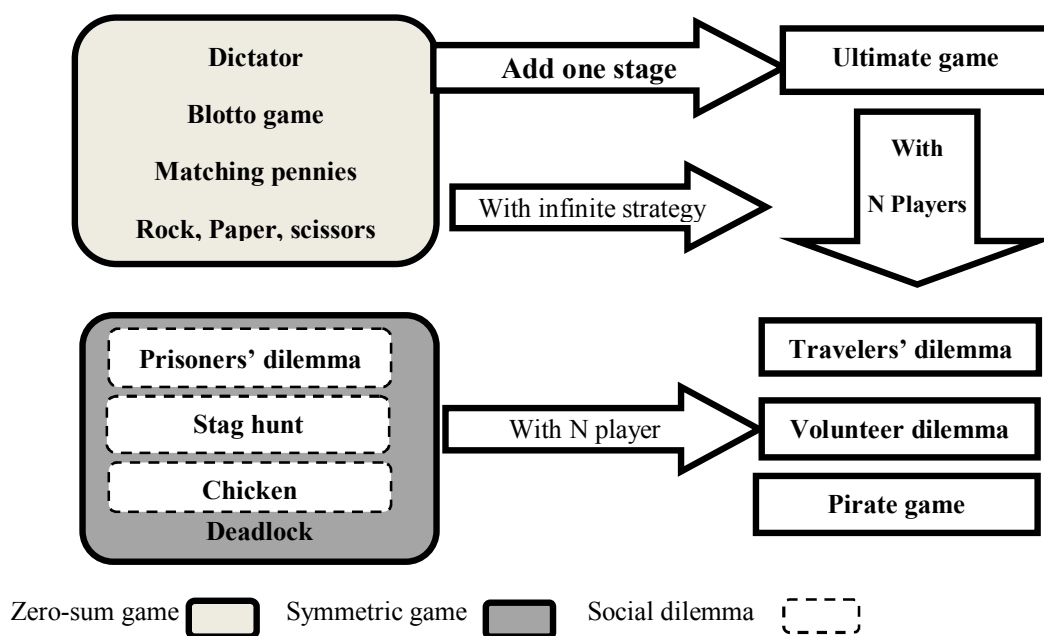 Dictator
Blotto game
Matching pennies
Rock, Paper, scissors
Add one stage
Ultimate game
With infinite strategy
With
N Players
Prisoners’ dilemma
Stag hunt
Chicken
Deadlock
With N player
Travelers’ dilemma
Volunteer dilemma
Pirate game
Zero-sum game
Symmetric game
Social dilemma